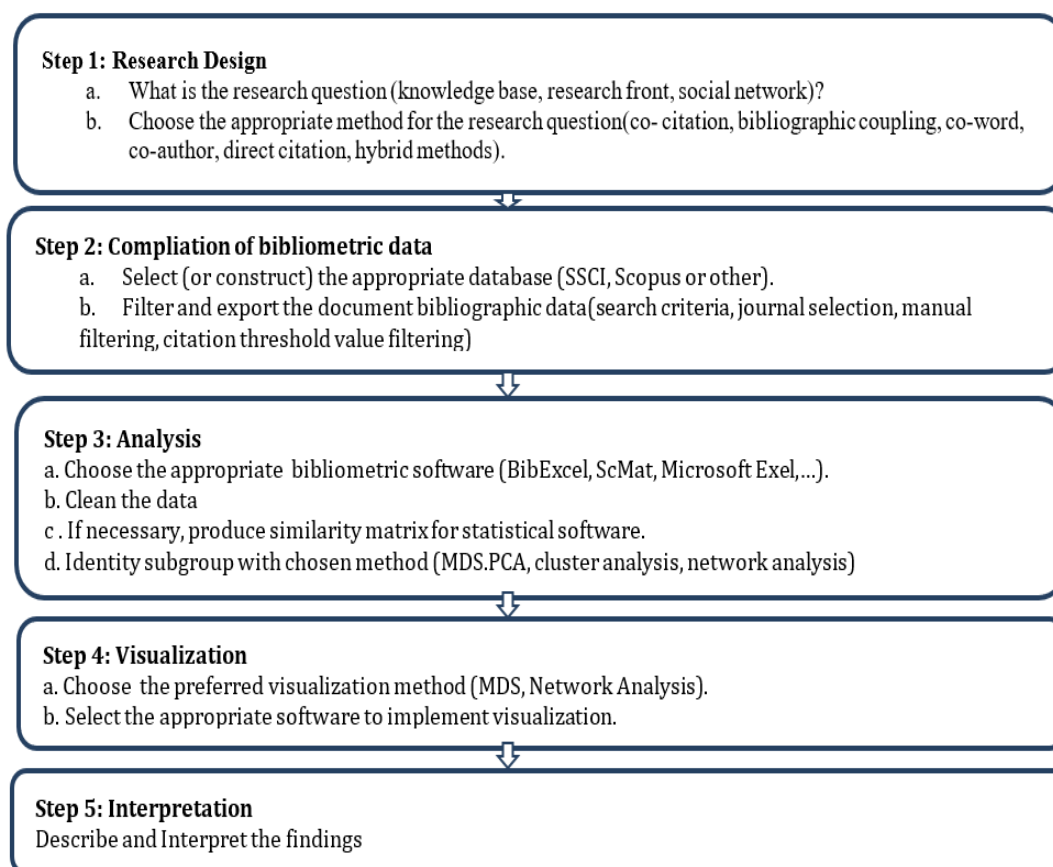 Step 1: Research Design
a. What is the research question (knowledge base, research front, social network)?
b. Choose the appropriate method for the research question(co- citation, bibliographic coupling, co-word,
co-author, direct citation, hybrid methods).
Step 2: Compliation of bibliometric data
a. Select (or construct) the appropriate database (SSCI, Scopus or other).
b. Filter and export the document bibliographic data(search criteria, journal selection, manual
filtering, citation threshold value filtering)
Step 3: Analysis
a. Choose the appropriate bibliometric software (BibExcel, ScMat, Microsoft Exel,...).
b. Clean the data
c . If necessary, produce similarity matrix for statistical software.
d. Identity subgroup with chosen method (MDS.PCA, cluster analysis, network analysis)
Step 4: Visualization
a. Choose the preferred visualization method (MDS, Network Analysis).
b. Select the appropriate software to implement visualization.
Step 5: Interpretation
Describe and Interpret the findings